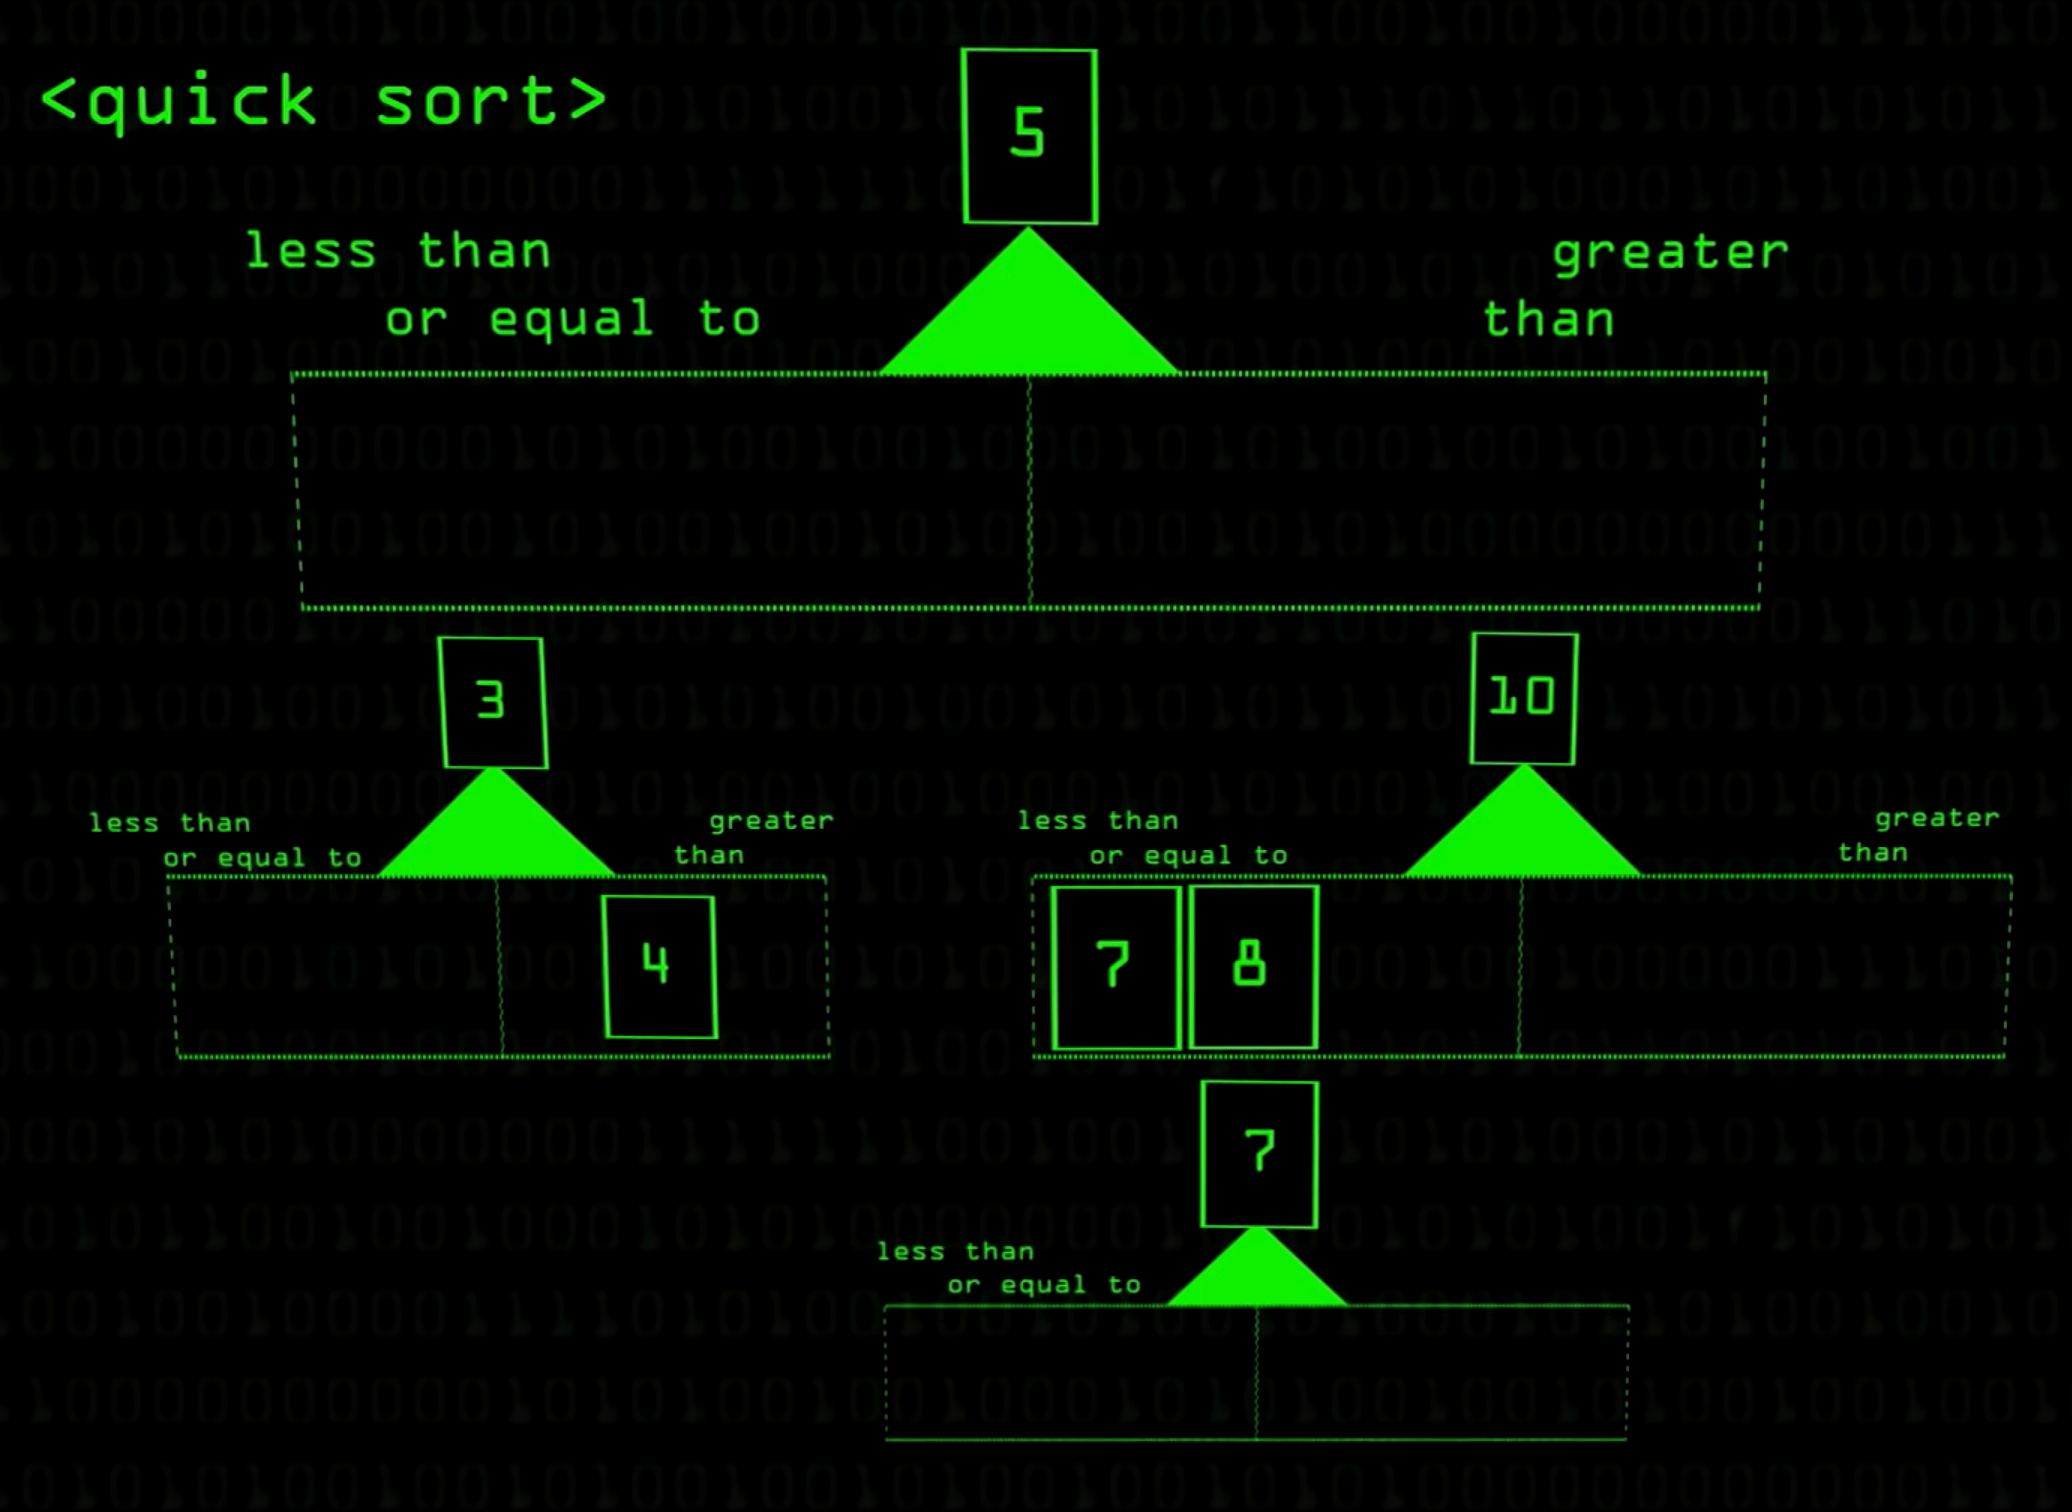 <quick sort>
5
less than
or equal to
greater
than
3
less than
or equal to
greater
than
4
10
less than
or equal to
greater
than
7 8
7
less than
or equal to